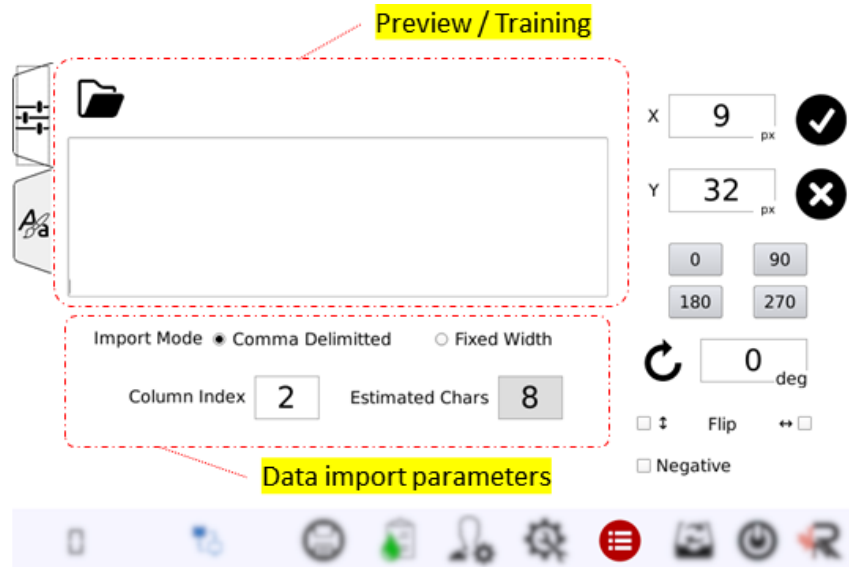 Preview / Training
X 9 px
Y 32 px
Aa
0 90
180 270
Import Mode Comma Delimitted Fixed Width
0 deg
Column Index 2 Estimated Chars 8
Flip
Negative
Data import parameters